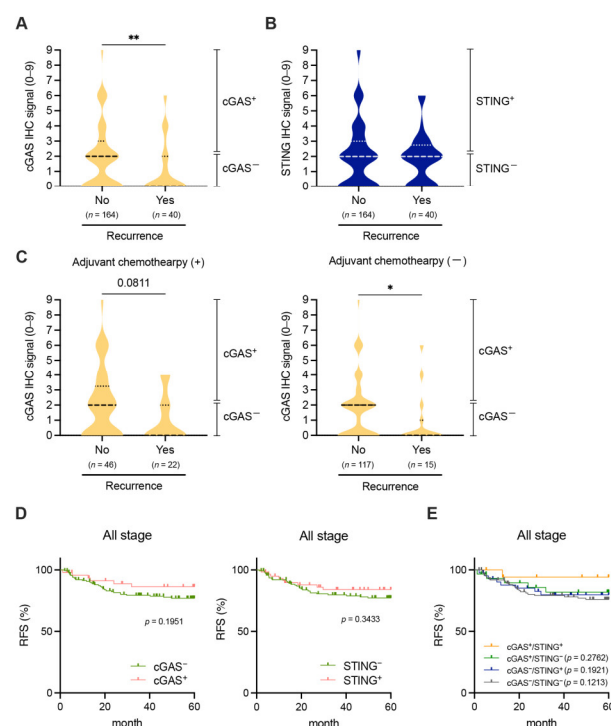 A
cGAS IHC signal (0–9)
9
8
7
6
5
4
3
2
1
0
**
cGAS+
cGAS—
No
Yes
(n = 164)
(n = 40)
Recurrence
B
STING IHC signal (0–9)
9
8
7
6
5
4
3
2
1
0
STING+
STING—
No
Yes
(n = 164)
(n = 40)
Recurrence
C
Adjuvant chemothearpy (+)
0.0811
cGAS IHC signal (0–9)
9
8
7
6
5
4
3
2
1
0
cGAS+
cGAS—
No
Yes
(n = 46)
(n = 22)
Recurrence
Adjuvant chemothearpy (—)
*
cGAS IHC signal (0–9)
9
8
7
6
5
4
3
2
1
0
cGAS+
cGAS—
No
Yes
(n = 117)
(n = 15)
Recurrence
D
All stage
RFS (%)
100
50
0
p = 0.1951
cGAS—
cGAS+
0 20 40 60
month
All stage
RFS (%)
100
50
0
p = 0.3433
STING—
STING+
0 20 40 60
month
E
All stage
RFS (%)
100
50
0
cGAS+/STING+
cGAS+/STING— (p = 0.2762)
cGAS—/STING+ (p = 0.1921)
cGAS—/STING— (p = 0.1213)
0 20 40 60
month